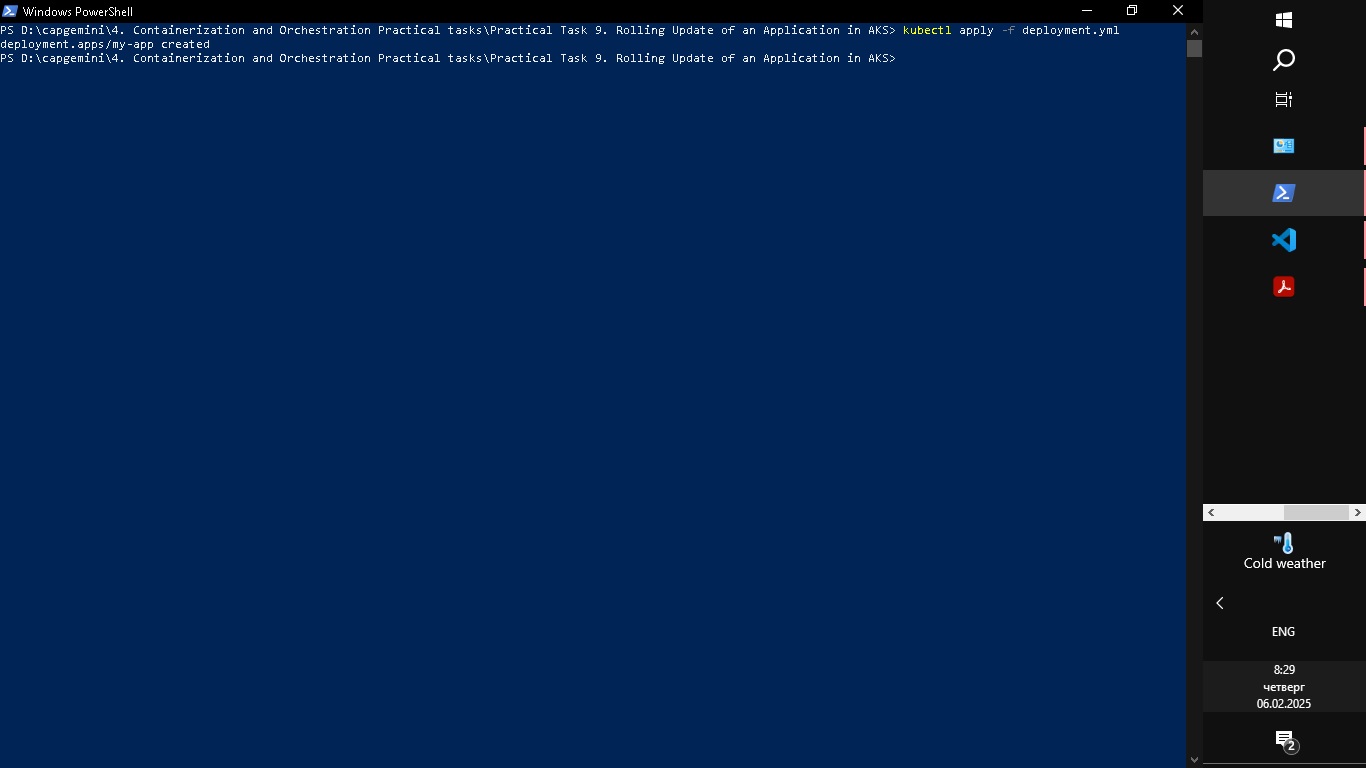 Windows PowerShell
PS D:\capgemini\4. Containerization and Orchestration Practical tasks\Practical Task 9. Rolling Update of an Application in AKS> kubectl apply -f deployment.yml
deployment.apps/my-app created
PS D:\capgemini\4. Containerization and Orchestration Practical tasks\Practical Task 9. Rolling Update of an Application in AKS>
Cold weather
ENG
8:29
четверг
06.02.2025
2